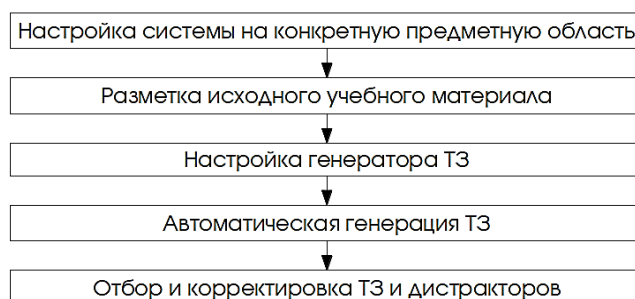 Настройка системы на конкретную предметную область
Разметка исходного учебного материала
Настройка генератора ТЗ
Автоматическая генерация ТЗ
Отбор и корректировка ТЗ и дистракторов